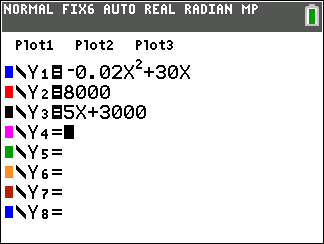 NORMAL FIX6 AUTO REAL RADIAN MP
Plot1 Plot2 Plot3
\Y₁=-0.02X²+30X
\Y₂=8000
\Y₃=5X+3000
\Y₄=
\Y₅=
\Y₆=
\Y₇=
\Y₈=